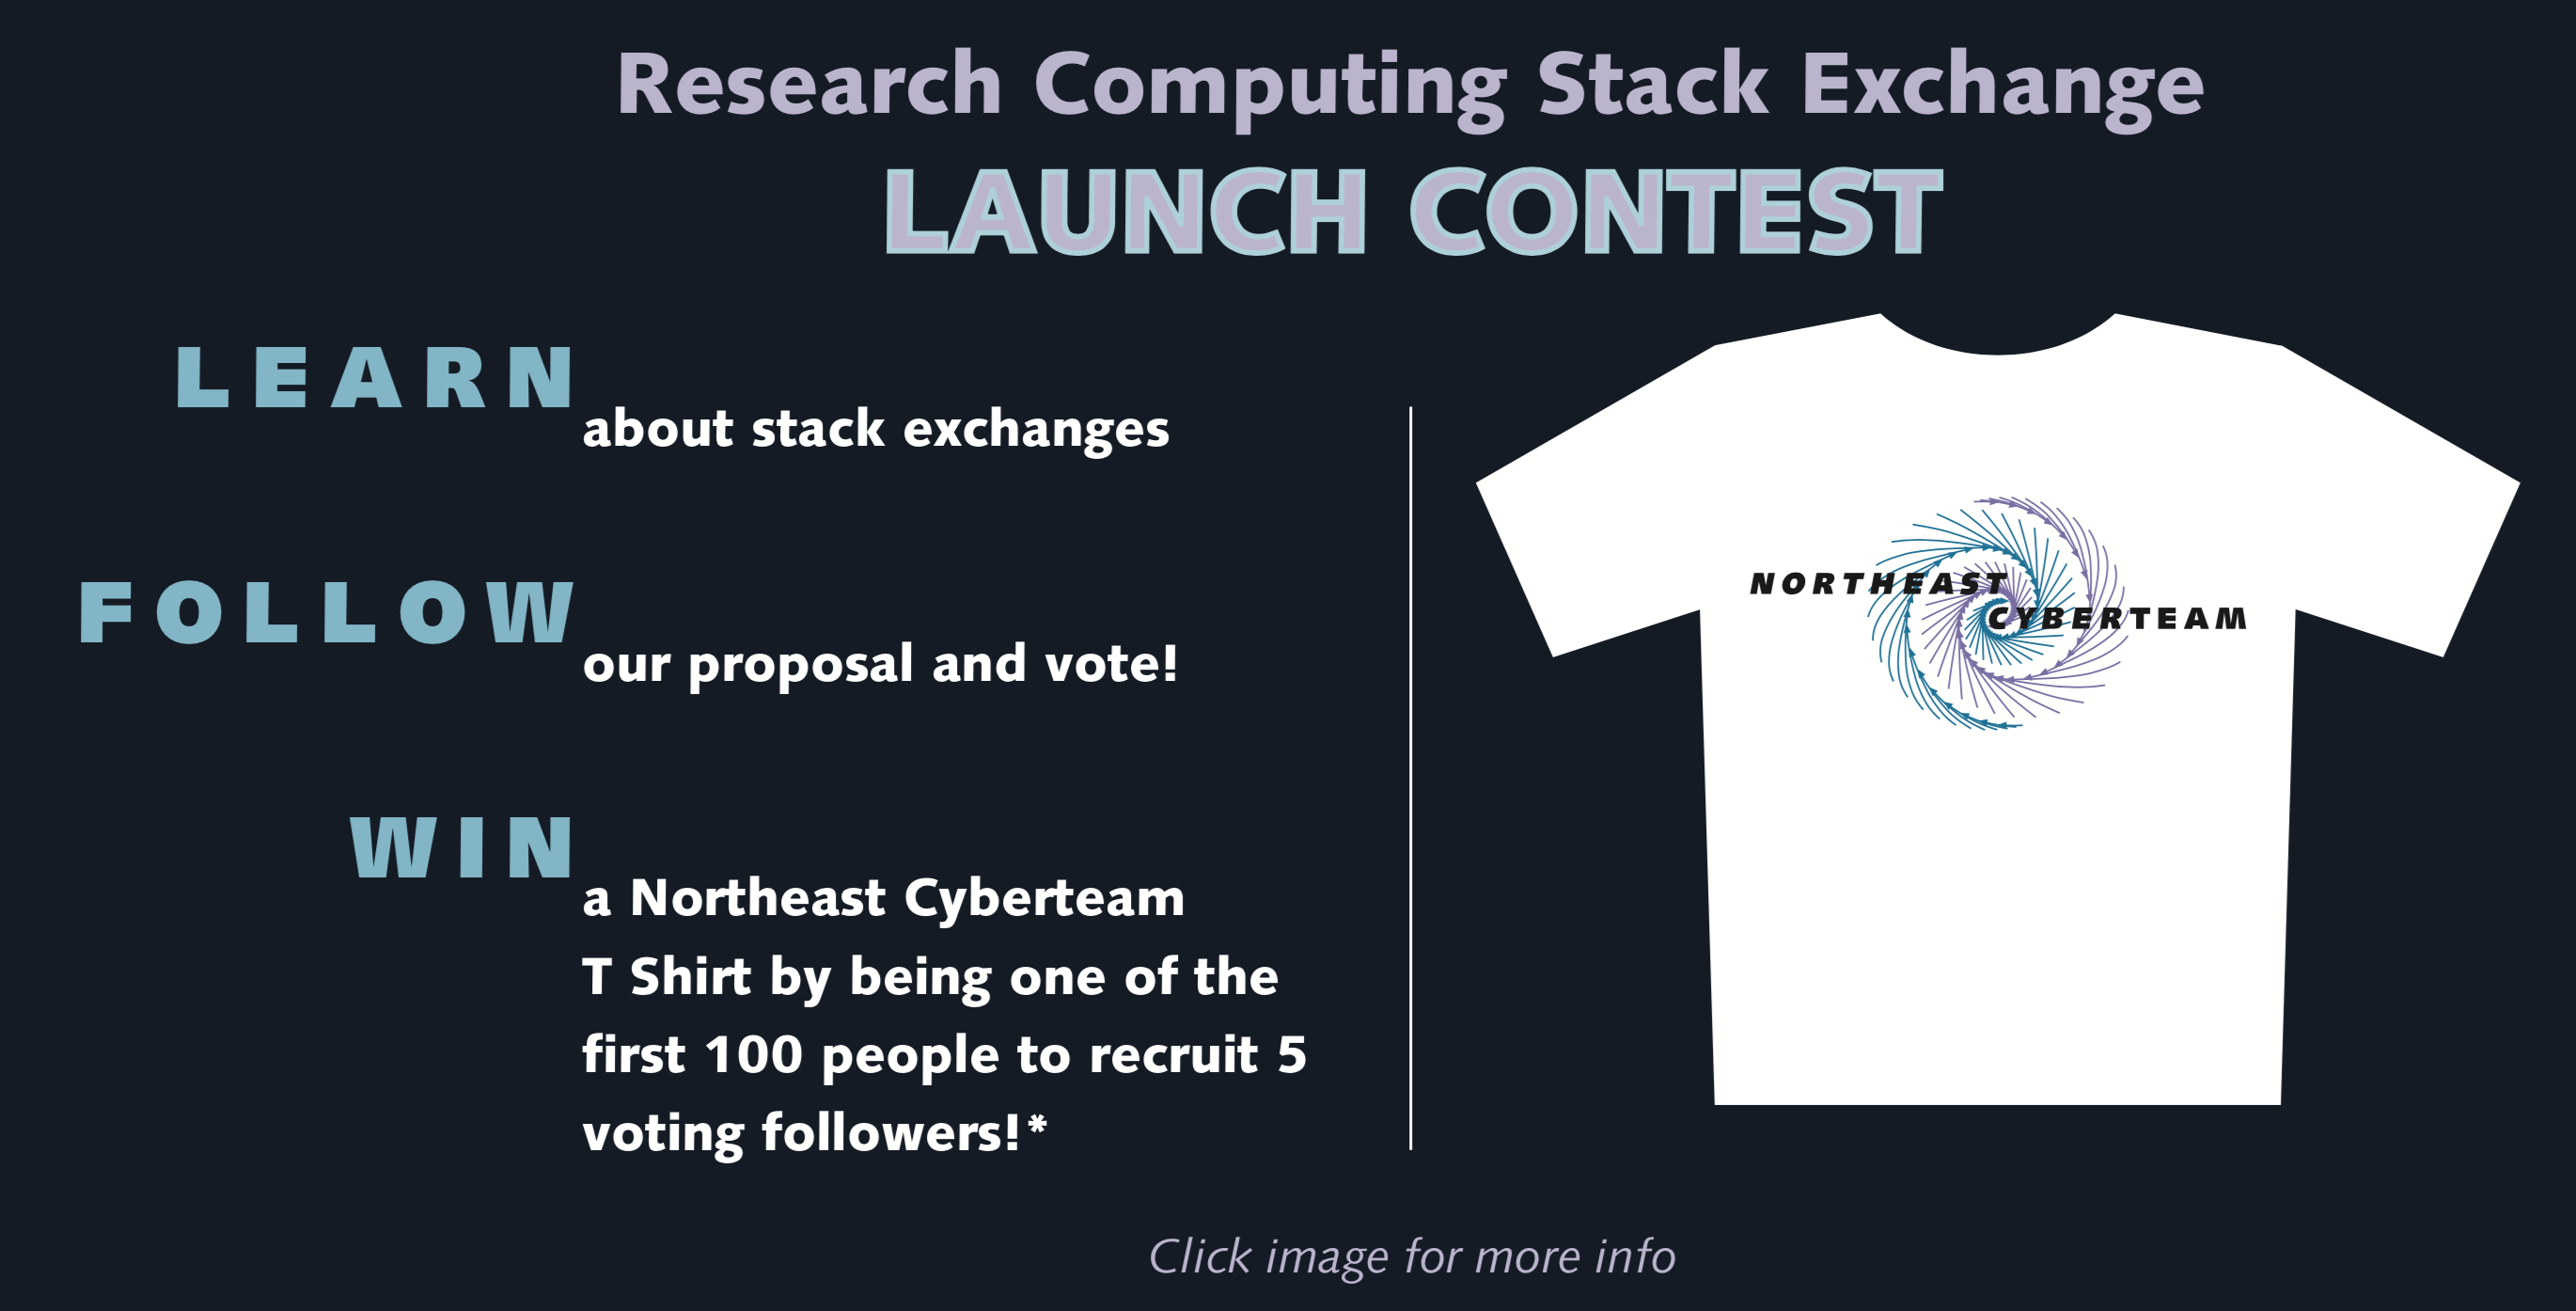 Research Computing Stack Exchange
LAUNCH CONTEST
LEARN
about stack exchanges
FOLLOW
our proposal and vote!
WIN
a Northeast Cyberteam
T Shirt by being one of the
first 100 people to recruit 5
voting followers!*
NORTHEAST
CYBERTEAM
Click image for more info